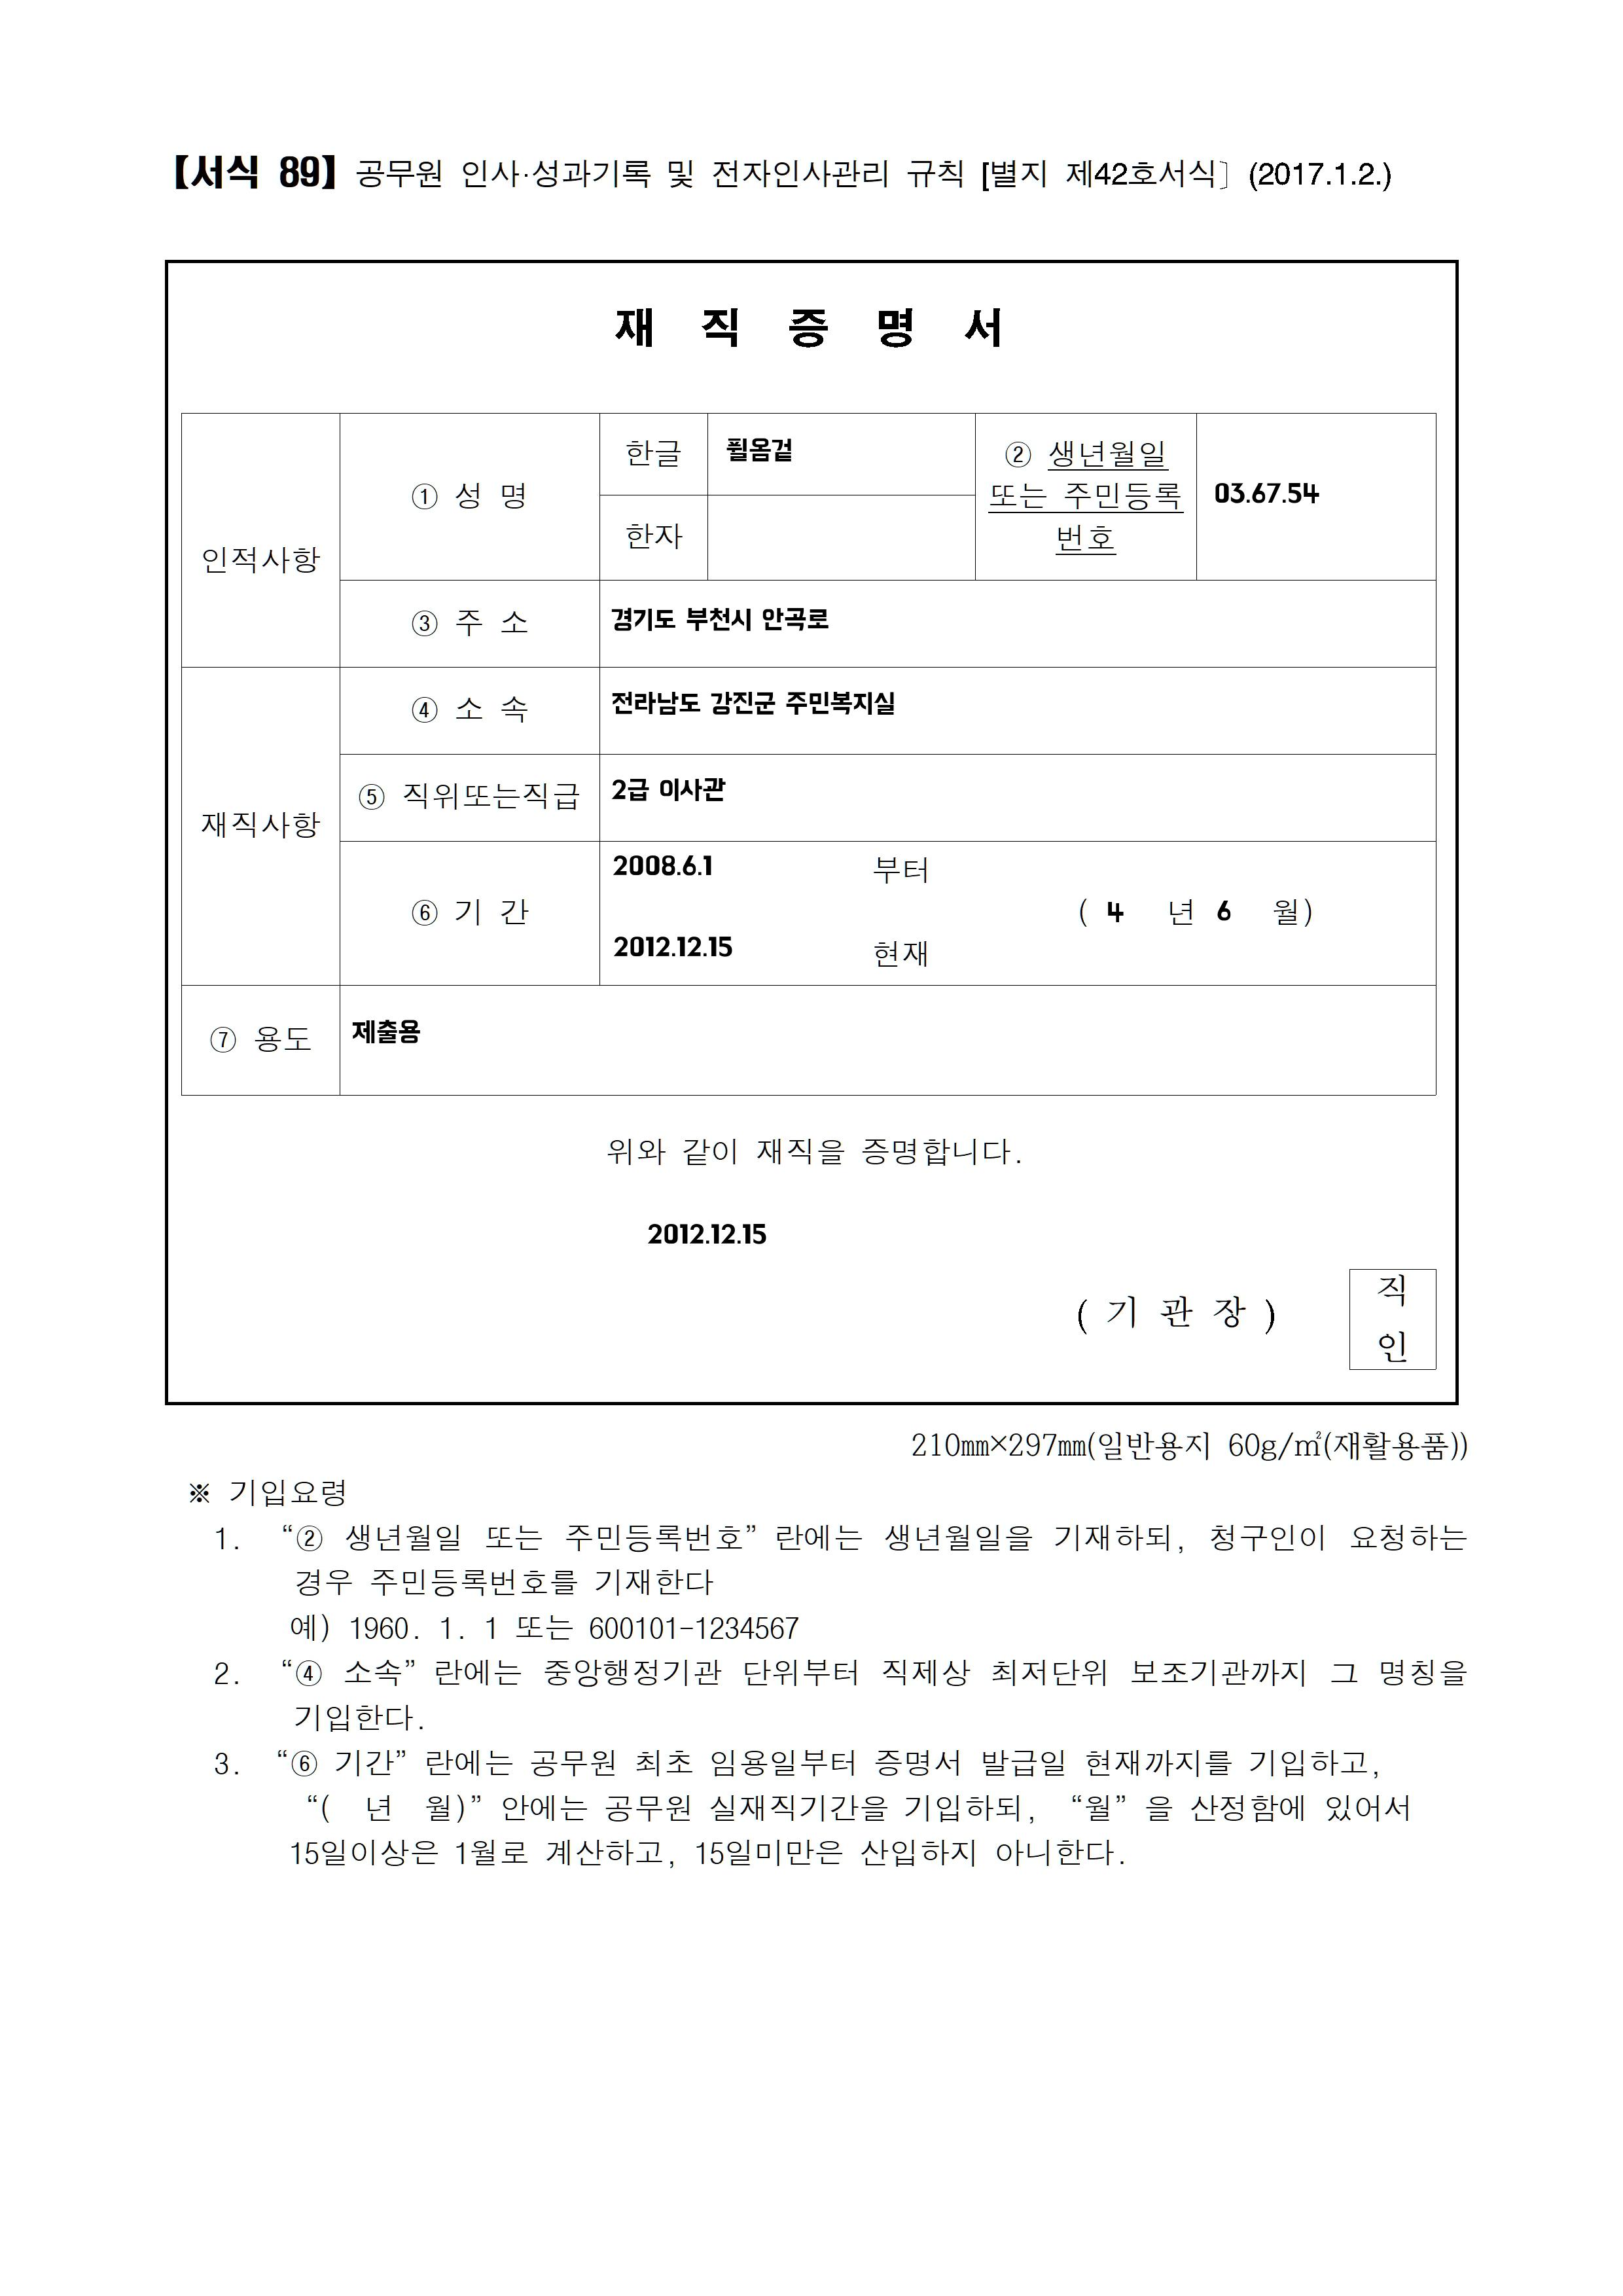 【서식 89】 공무원 인사·성과기록 및 전자인사관리 규칙 [별지 제42호서식〕(2017.1.2.)
재 직 증 명 서
인적사항
① 성 명
한글
퓔옴겉
한자
② 생년월일
또는 주민등록
번호
03.67.54
③ 주 소
경기도 부천시 안곡로
재직사항
④ 소 속
전라남도 강진군 주민복지실
⑤ 직위또는직급
2급 이사관
⑥ 기 간
2008.6.1 부터
( 4 년 6 월)
2012.12.15 현재
⑦ 용도
제출용
위와 같이 재직을 증명합니다.
2012.12.15
( 기 관 장 )
직
인
210㎜×297㎜(일반용지 60g/㎡(재활용품))
※ 기입요령
1. “② 생년월일 또는 주민등록번호” 란에는 생년월일을 기재하되, 청구인이 요청하는
경우 주민등록번호를 기재한다
예) 1960. 1. 1 또는 600101-1234567
2. “④ 소속” 란에는 중앙행정기관 단위부터 직제상 최저단위 보조기관까지 그 명칭을
기입한다.
3. “⑥ 기간” 란에는 공무원 최초 임용일부터 증명서 발급일 현재까지를 기입하고,
“( 년 월)” 안에는 공무원 실재직기간을 기입하되, “월” 을 산정함에 있어서
15일이상은 1월로 계산하고, 15일미만은 산입하지 아니한다.